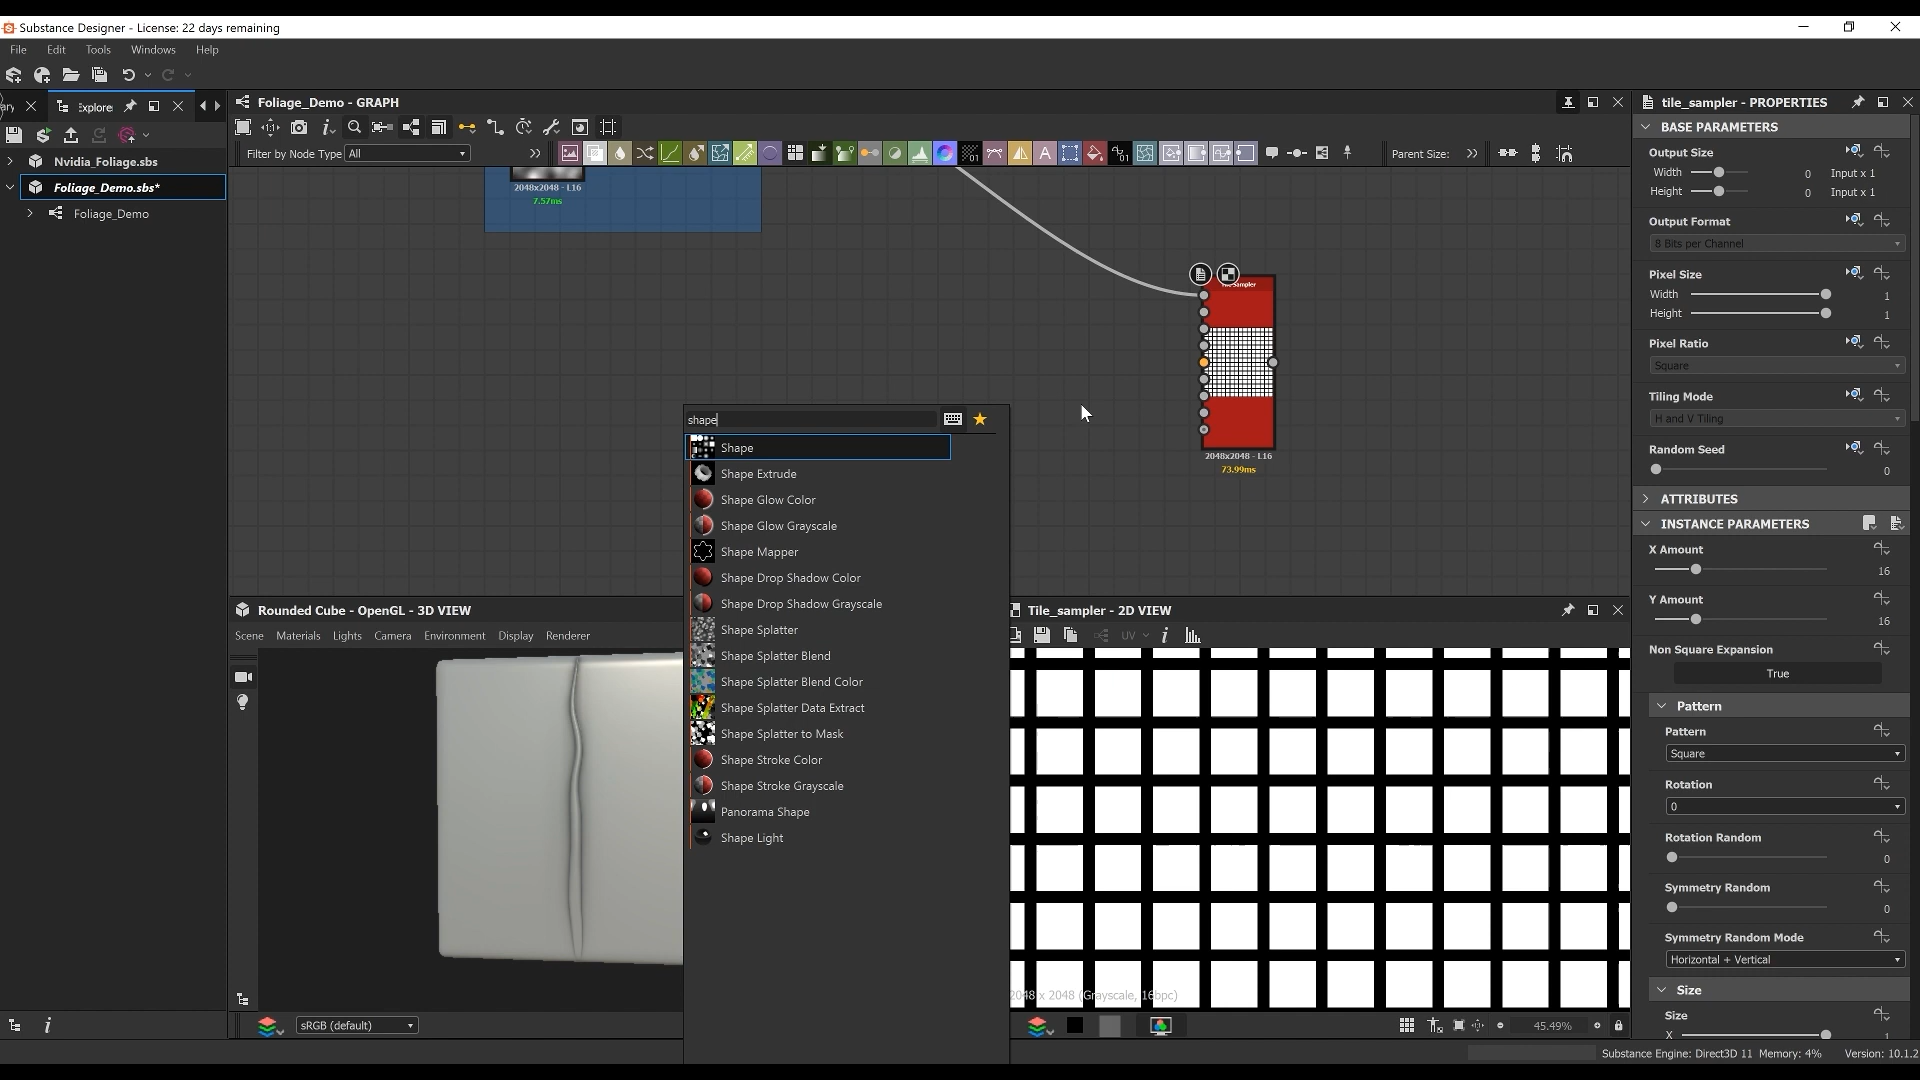 Substance Designer - License: 22 days remaining
File Edit Tools Windows Help
ary Explorer
Foliage_Demo - GRAPH
tile_sampler - PROPERTIES
Filter by Node Type All
Parent Size:
Nvidia_Foliage.sbs
Foliage_Demo.sbs*
Foliage_Demo
2048x2048 - L16
7.57ms
Tile Sampler
2048x2048 - L16
73.99ms
shape
Shape
Shape Extrude
Shape Glow Color
Shape Glow Grayscale
Shape Mapper
Shape Drop Shadow Color
Shape Drop Shadow Grayscale
Shape Splatter
Shape Splatter Blend
Shape Splatter Blend Color
Shape Splatter Data Extract
Shape Splatter to Mask
Shape Stroke Color
Shape Stroke Grayscale
Panorama Shape
Shape Light
Rounded Cube - OpenGL - 3D VIEW
Scene Materials Lights Camera Environment Display Renderer
sRGB (default)
Tile_sampler - 2D VIEW
UV
2048 x 2048 (Grayscale, 16bpc)
45.49%
BASE PARAMETERS
Output Size
Width 0 Input x 1
Height 0 Input x 1
Output Format
8 Bits per Channel
Pixel Size
Width 1
Height 1
Pixel Ratio
Square
Tiling Mode
H and V Tiling
Random Seed
0
ATTRIBUTES
INSTANCE PARAMETERS
X Amount
16
Y Amount
16
Non Square Expansion
True
Pattern
Pattern
Square
Rotation
0
Rotation Random
0
Symmetry Random
0
Symmetry Random Mode
Horizontal + Vertical
Size
Size
X 1
Substance Engine: Direct3D 11 Memory: 4% Version: 10.1.2